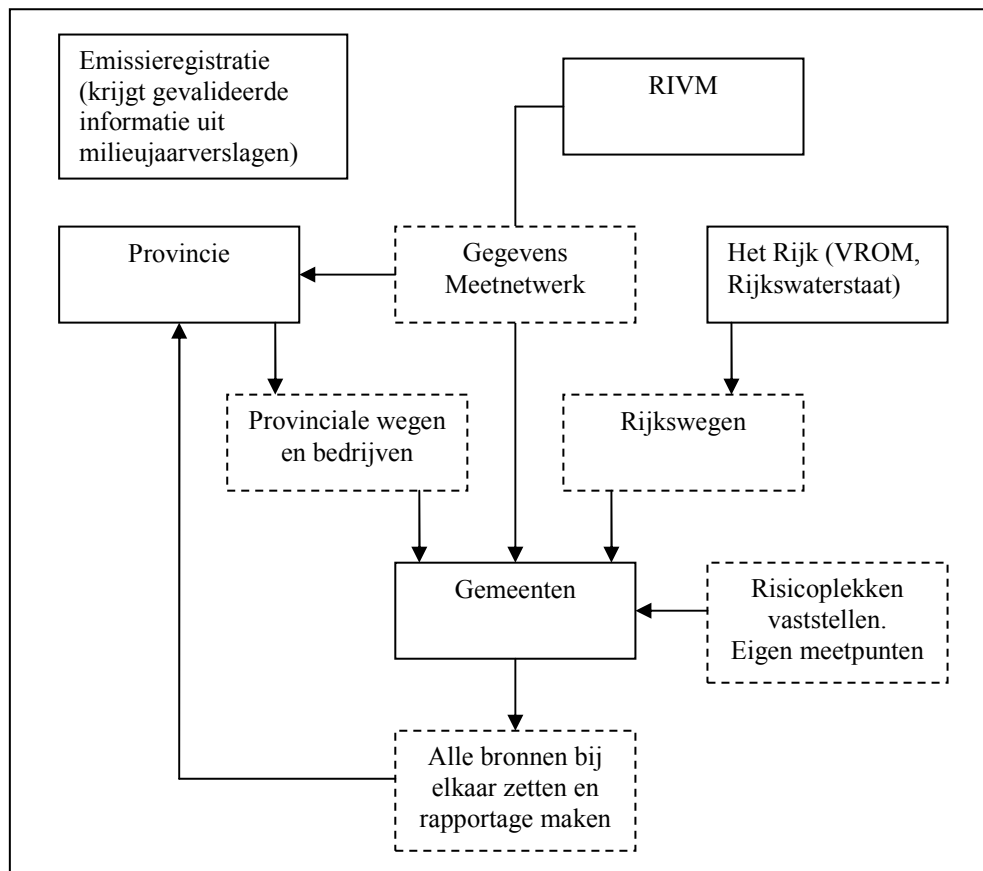 Emissieregistratie
(krijgt gevalideerde
informatie uit
milieujaarverslagen)
RIVM
Provincie
Gegevens
Meetnetwerk
Het Rijk (VROM,
Rijkswaterstaat)
Provinciale wegen
en bedrijven
Rijkswegen
Gemeenten
Risicoplekken
vaststellen.
Eigen meetpunten
Alle bronnen bij
elkaar zetten en
rapportage maken